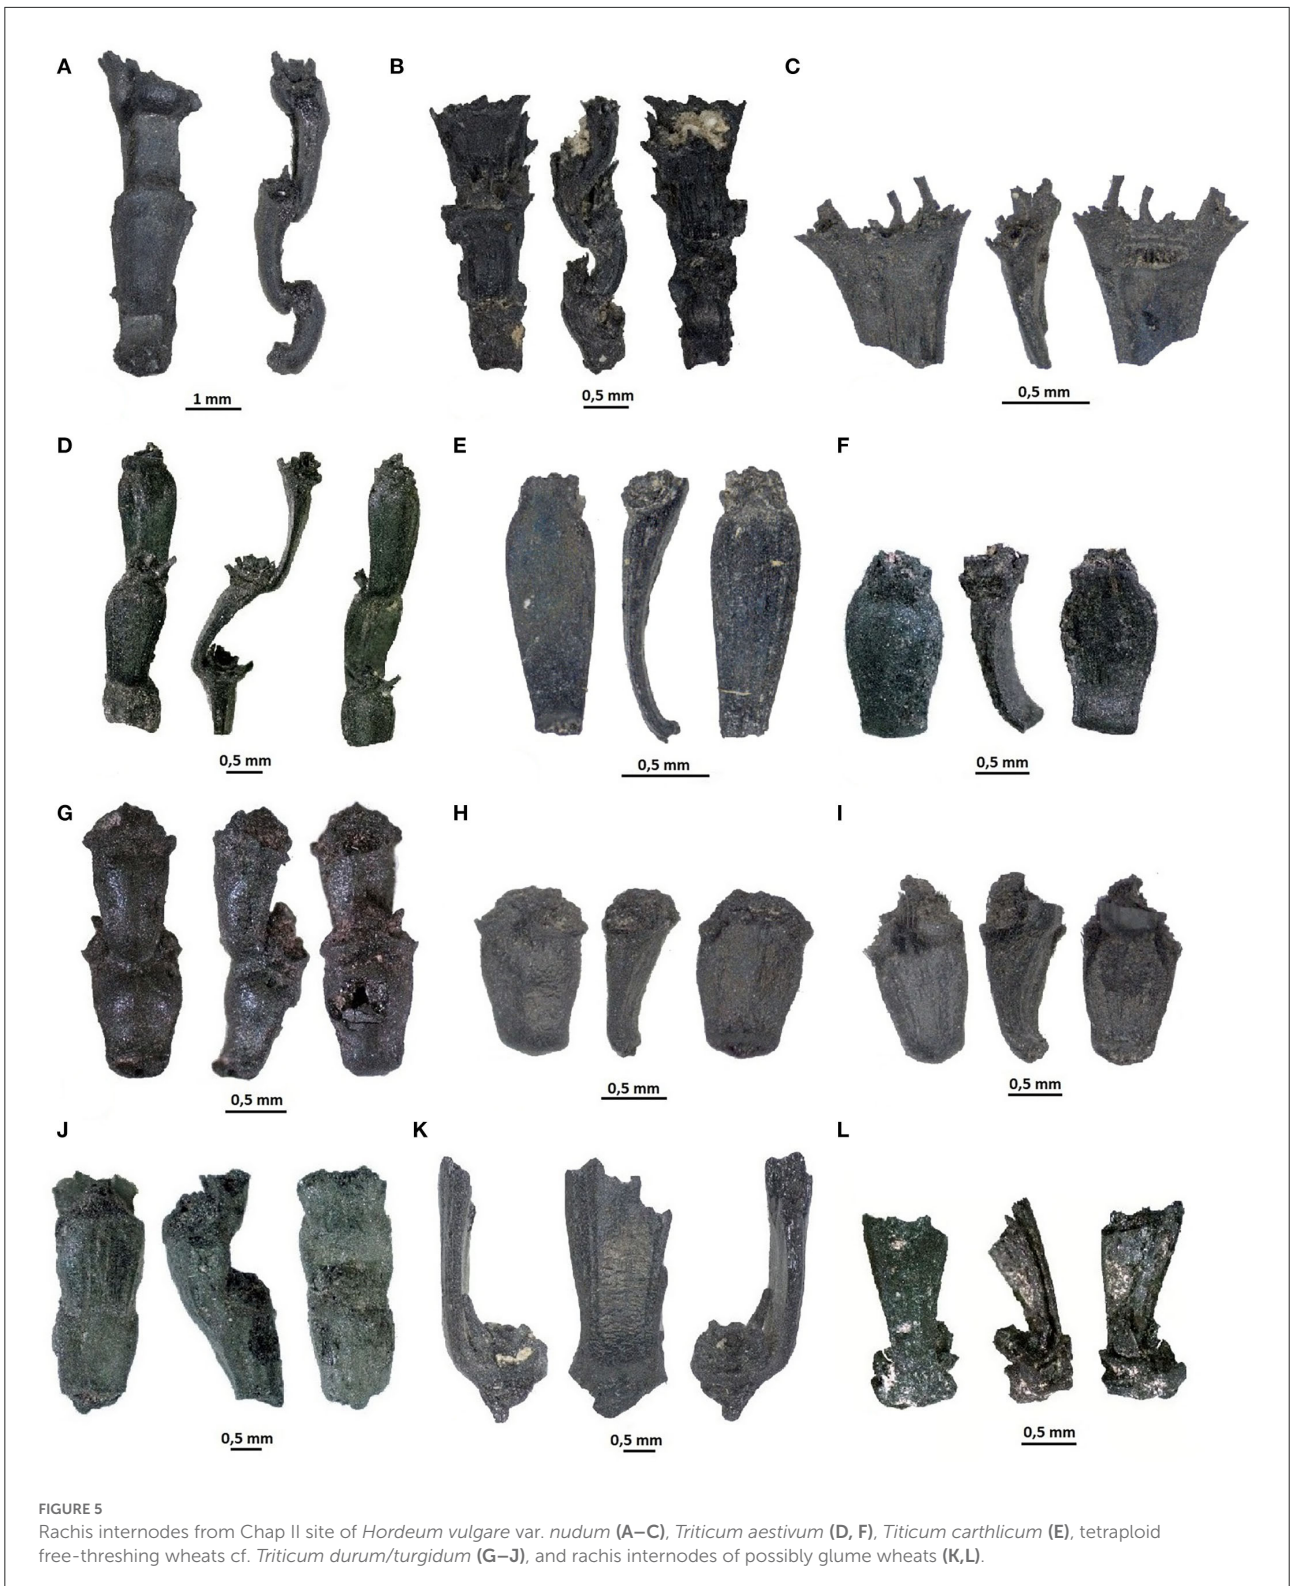 A
B
C
1 mm
0,5 mm
0,5 mm
D
E
F
0,5 mm
0,5 mm
0,5 mm
G
H
I
0,5 mm
0,5 mm
0,5 mm
J
K
L
0,5 mm
0,5 mm
0,5 mm
FIGURE 5
Rachis internodes from Chap II site of Hordeum vulgare var. nudum (A–C), Triticum aestivum (D, F), Titicum carthlicum (E), tetraploid
free-threshing wheats cf. Triticum durum/turgidum (G–J), and rachis internodes of possibly glume wheats (K,L).